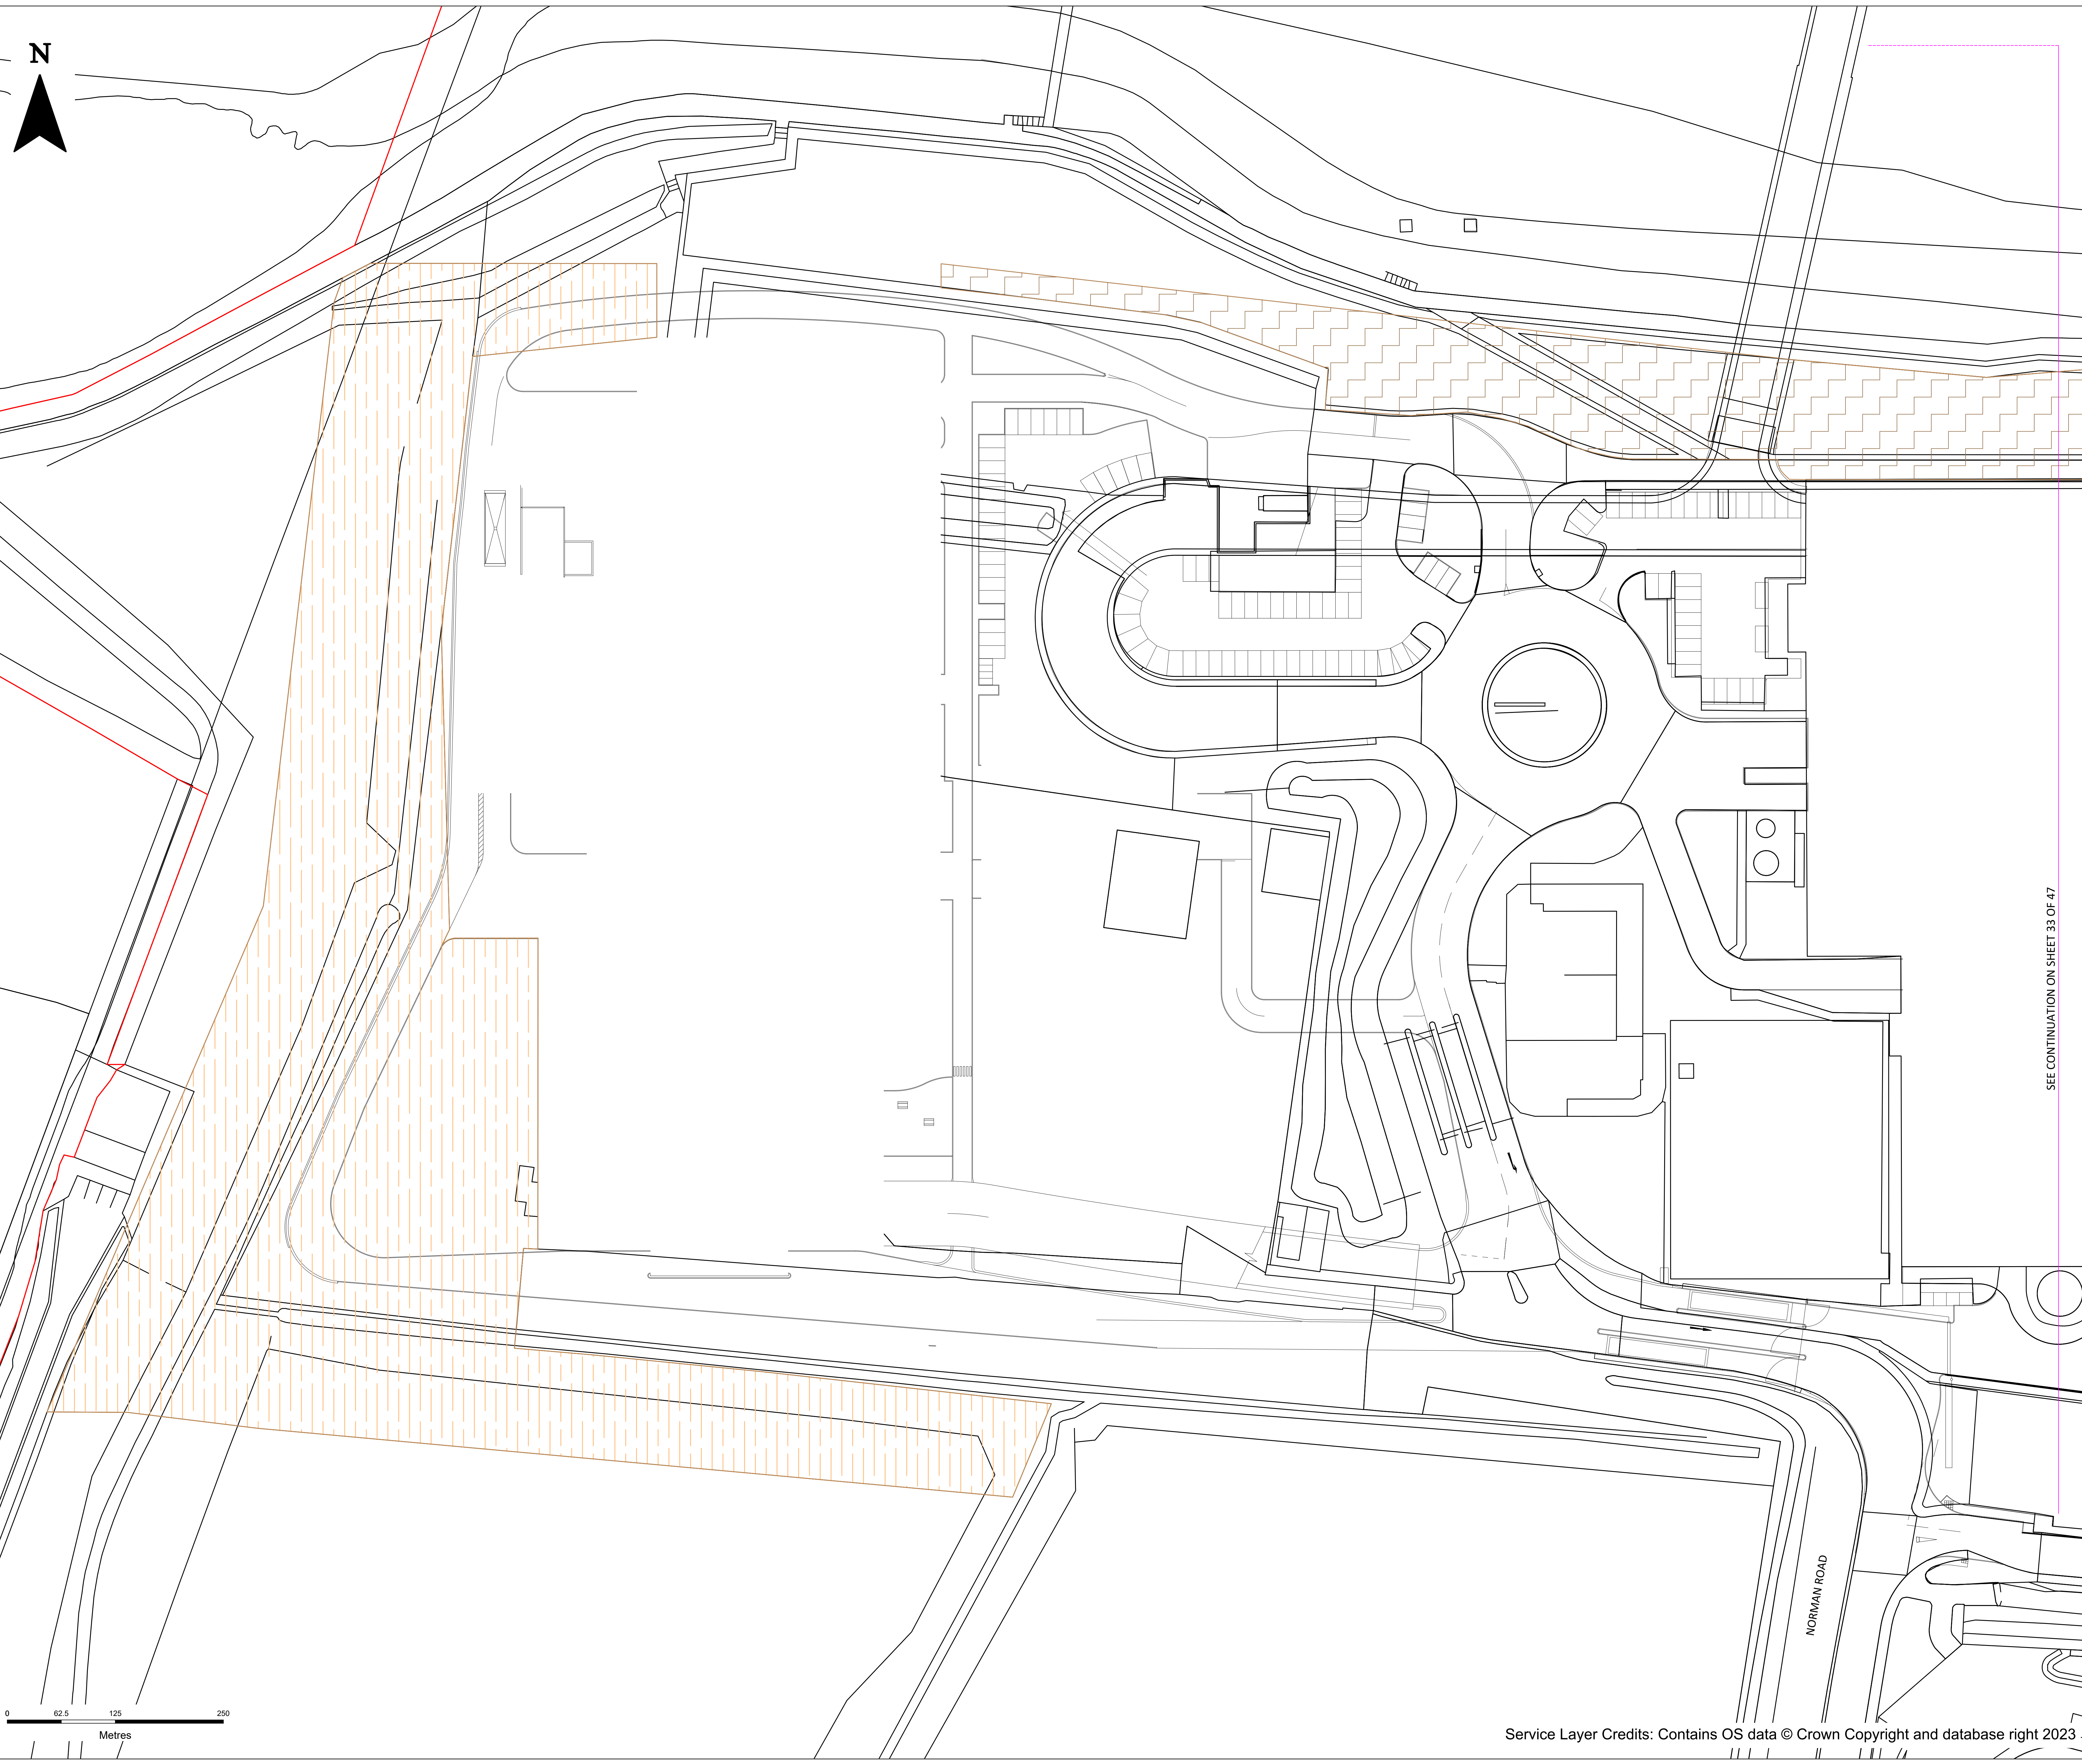 N
SEE CONTINUATION ON SHEET 33 OF 47
NORMAN ROAD
0 62.5 125 250
Metres
Service Layer Credits: Contains OS data © Crown Copyright and database right 2023